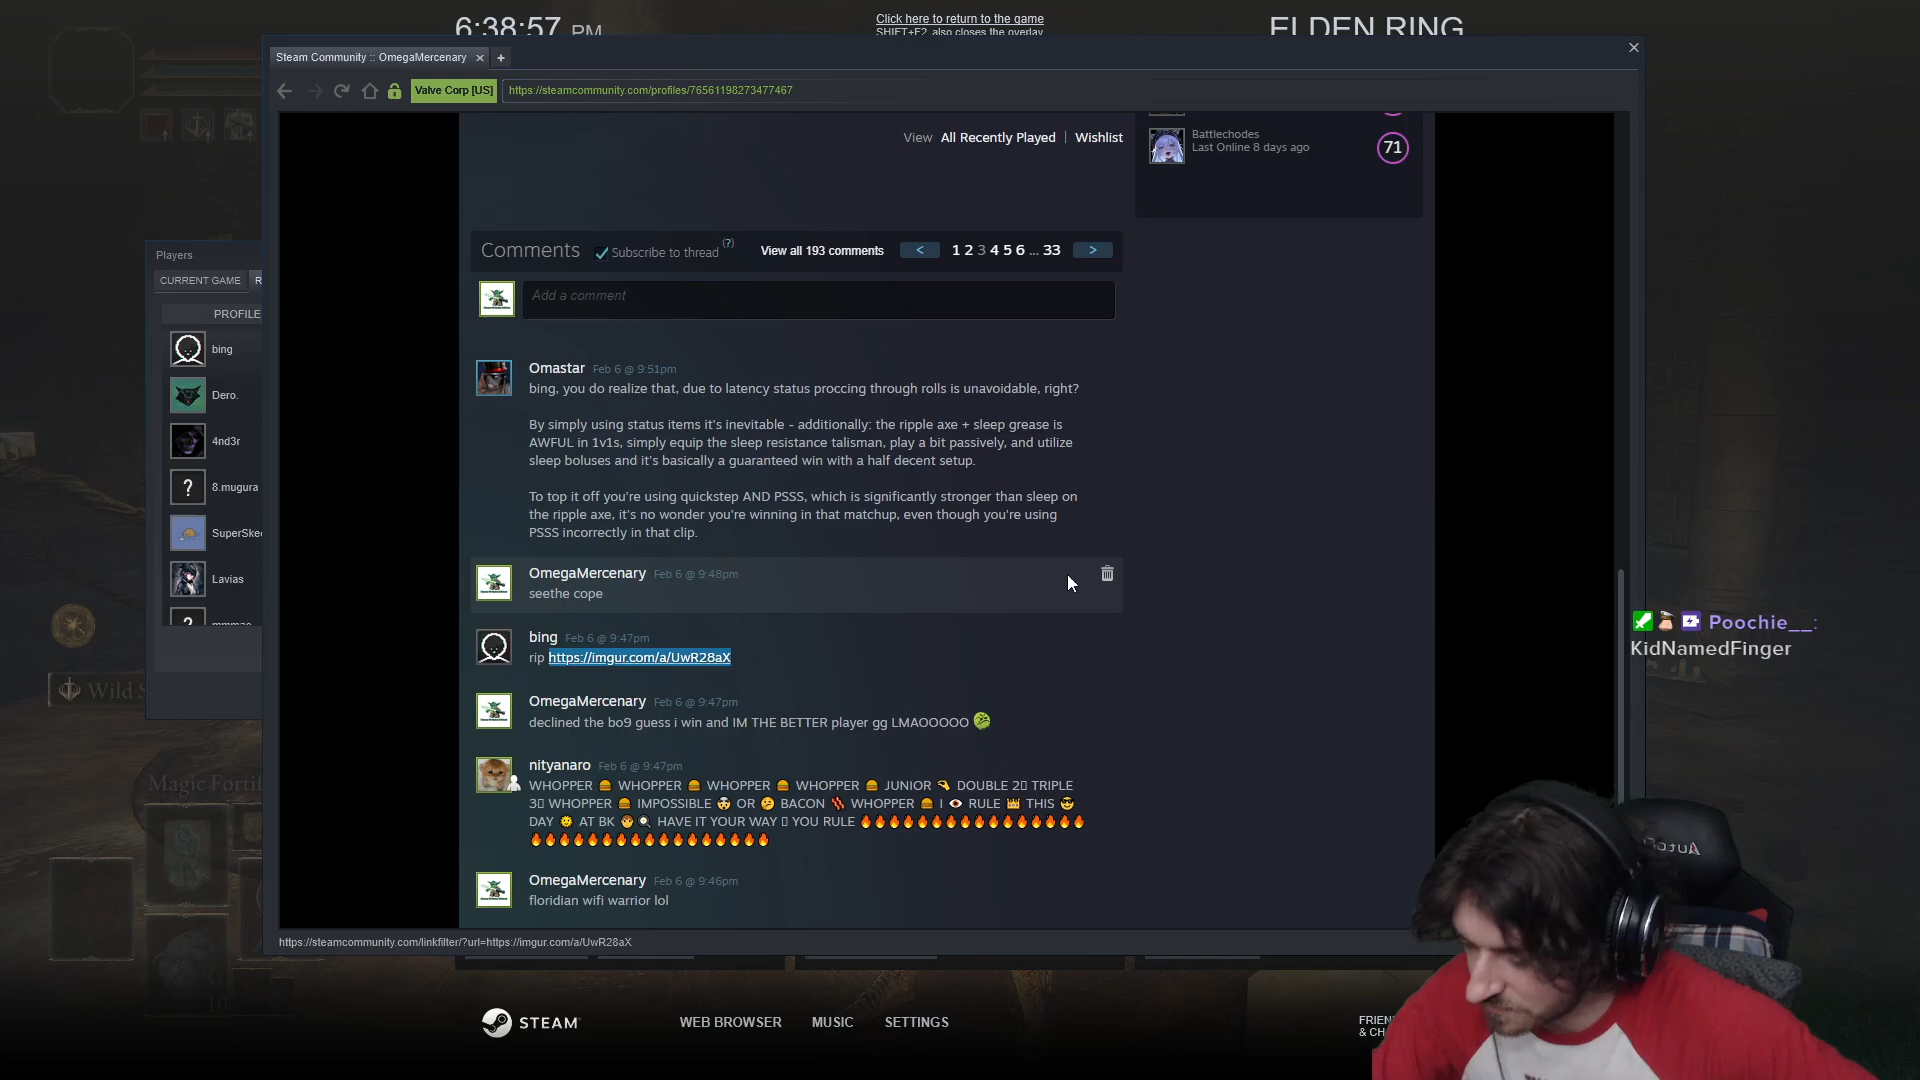 6:38:57 PM
Click here to return to the game
SHIFT+F2 also closes the overlay
ELDEN RING
Steam Community :: OmegaMercenary × +
Valve Corp [US] https://steamcommunity.com/profiles/76561198273477467
View All Recently Played | Wishlist
Battlechodes
Last Online 8 days ago
71
Comments
Subscribe to thread (?)
View all 193 comments
< 1 2 3 4 5 6 ... 33 >
Add a comment
Players
CURRENT GAME
R
PROFILE
bing
Dero.
4nd3r
? 8.mugura
SuperSkee
Lavias
?
Omastar Feb 6 @ 9:51pm
bing, you do realize that, due to latency status proccing through rolls is unavoidable, right?
By simply using status items it's inevitable - additionally: the ripple axe + sleep grease is
AWFUL in 1v1s, simply equip the sleep resistance talisman, play a bit passively, and utilize
sleep boluses and it's basically a guaranteed win with a half decent setup.
To top it off you're using quickstep AND PSSS, which is significantly stronger than sleep on
the ripple axe, it's no wonder you're winning in that matchup, even though you're using
PSSS incorrectly in that clip.
OmegaMercenary Feb 6 @ 9:48pm
seethe cope
bing Feb 6 @ 9:47pm
rip https://imgur.com/a/UwR28aX
OmegaMercenary Feb 6 @ 9:47pm
declined the bo9 guess i win and IM THE BETTER player gg LMAOOOOO 🤢
nityanaro Feb 6 @ 9:47pm
WHOPPER 🍔 WHOPPER 🍔 WHOPPER 🍔 WHOPPER 🍔 JUNIOR 🔫 DOUBLE 2▯ TRIPLE
3▯ WHOPPER 🍔 IMPOSSIBLE 🤯 OR 🤔 BACON 🥓 WHOPPER 🍔 I 👁 RULE 👑 THIS 😎
DAY 🌞 AT BK 👦 🔍 HAVE IT YOUR WAY ▯ YOU RULE 🔥🔥🔥🔥🔥🔥🔥🔥🔥🔥🔥🔥🔥🔥🔥🔥
🔥🔥🔥🔥🔥🔥🔥🔥🔥🔥🔥🔥🔥🔥🔥🔥🔥
OmegaMercenary Feb 6 @ 9:46pm
floridian wifi warrior lol
Poochie__:
KidNamedFinger
Wild S
Magic Fortif
https://steamcommunity.com/linkfilter/?url=https://imgur.com/a/UwR28aX
STEAM
WEB BROWSER
MUSIC
SETTINGS
FRIEN
& CH